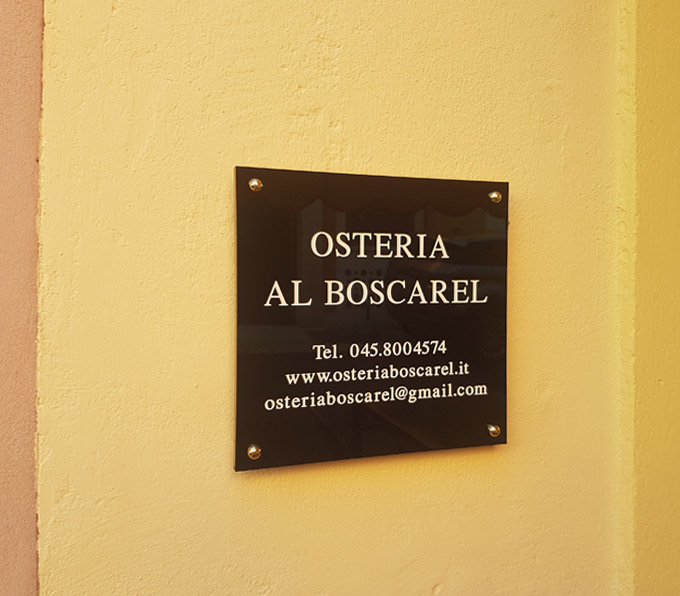 OSTERIA
AL BOSCAREL
Tel. 045.8004574
www.osteriaboscarel.it
osteriaboscarel@gmail.com